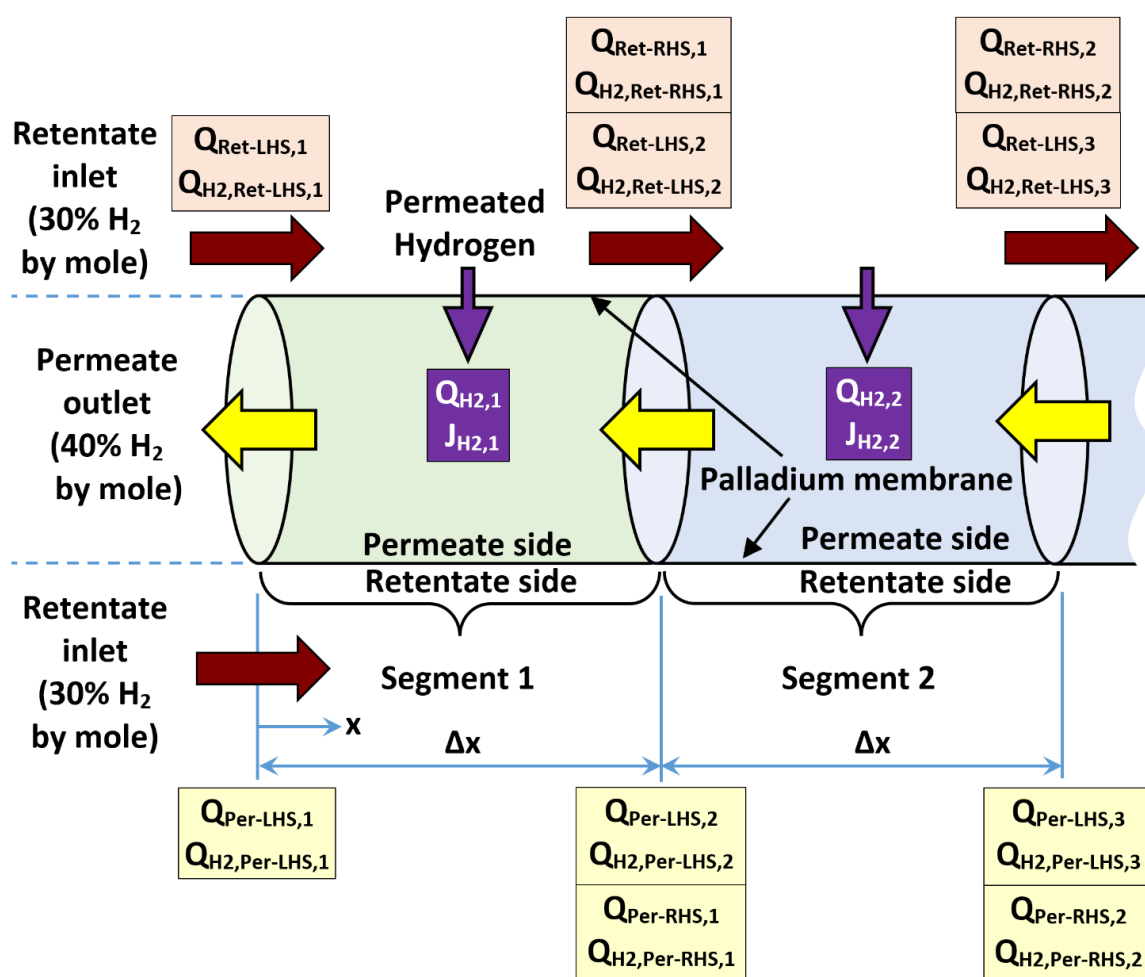 QRet-RHS,1
QH2,Ret-RHS,1
QRet-LHS,2
QH2,Ret-LHS,2
QRet-RHS,2
QH2,Ret-RHS,2
QRet-LHS,3
QH2,Ret-LHS,3
Retentate
inlet
(30% H2
by mole)
QRet-LHS,1
QH2,Ret-LHS,1
Permeated
Hydrogen
Permeate
outlet
(40% H2
by mole)
QH2,1
JH2,1
QH2,2
JH2,2
Palladium membrane
Permeate side
Retentate side
Permeate side
Retentate side
Retentate
inlet
(30% H2
by mole)
Segment 1
Segment 2
x
Δx
Δx
QPer-LHS,1
QH2,Per-LHS,1
QPer-LHS,2
QH2,Per-LHS,2
QPer-RHS,1
QH2,Per-RHS,1
QPer-LHS,3
QH2,Per-LHS,3
QPer-RHS,2
QH2,Per-RHS,2